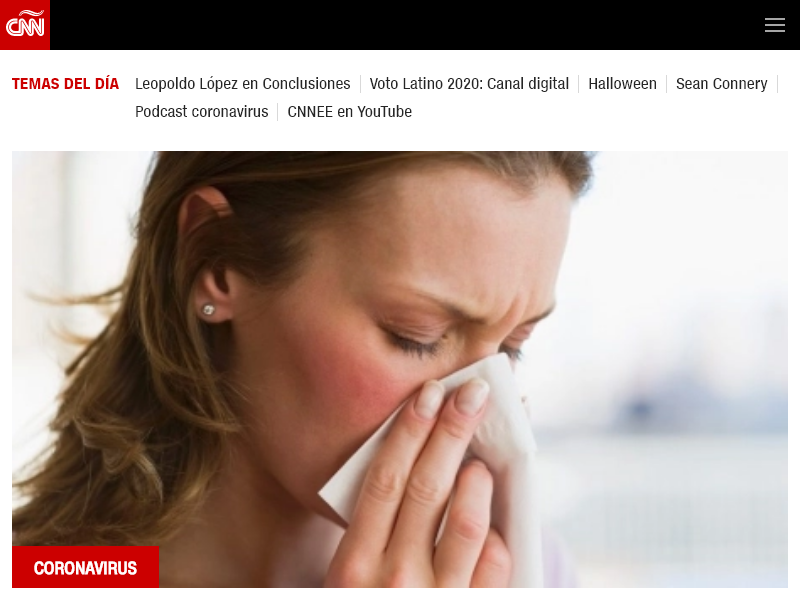 CÑN
TEMAS DEL DÍA Leopoldo López en Conclusiones Voto Latino 2020: Canal digital Halloween Sean Connery
Podcast coronavirus CNNEE en YouTube
CORONAVIRUS